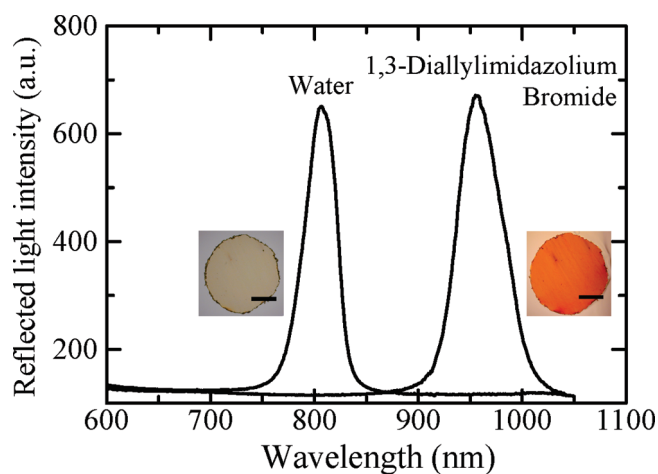 800
600
400
200
Reflected light intensity (a.u.)
Water
1,3-Diallylimidazolium
Bromide
600
700
800
900
1000
1100
Wavelength (nm)